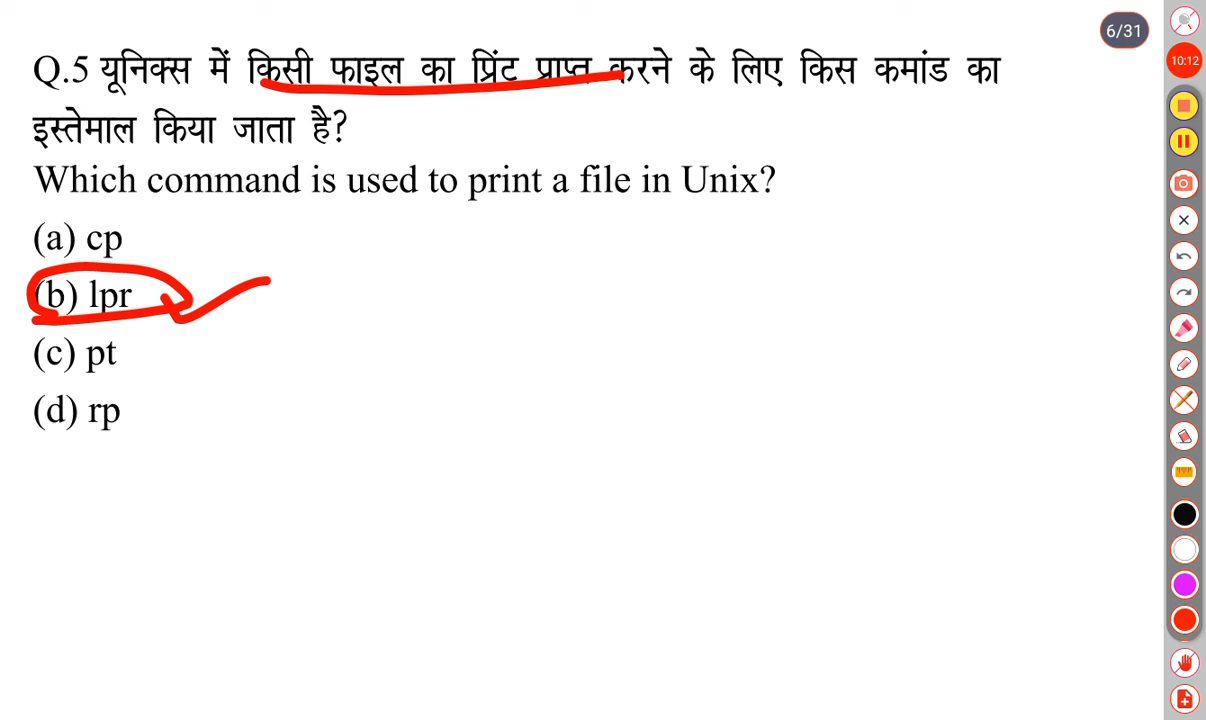 6/31
Q.5 यूनिक्स में किसी फाइल का प्रिंट प्राप्त करने के लिए किस कमांड का
10:12
इस्तेमाल किया जाता है?
Which command is used to print a file in Unix?
(a) cp
(b) lpr
(c) pt
(d) rp